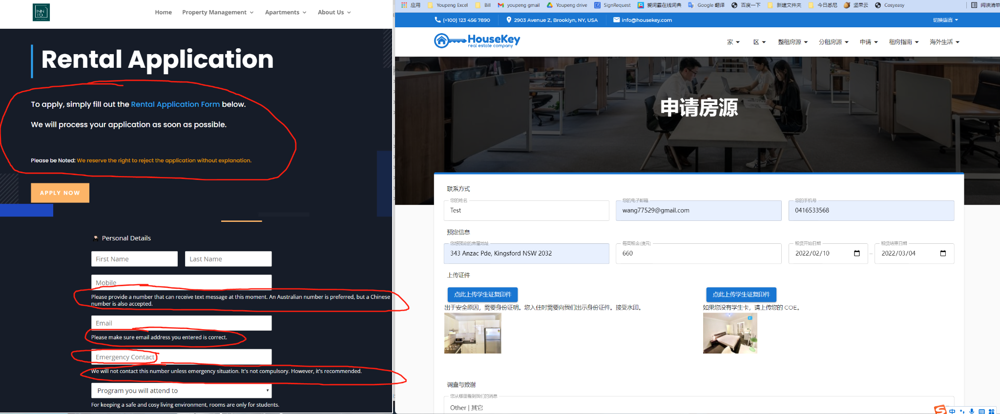 INN
TO
Home
Property Management
Apartments
About Us
Rental Application
To apply, simply fill out the Rental Application Form below.
We will process your application as soon as possible.
Please be Noted: We reserve the right to reject the application without explanation.
APPLY NOW
Personal Details
First Name
Last Name
Mobile
Please provide a number that can receive text message at this moment. An Australian number is preferred, but a Chinese
number is also accepted.
Email
Please make sure email address you entered is correct.
Emergency Contact
We will not contact this number unless emergency situation. It's not compulsory. However, it's recommended.
Program you will attend to
For keeping a safe and cosy living environment, rooms are only for students.
应用
Youpeng Excel
Bill
youpeng gmail
Youpeng drive
SignRequest
爱词霸在线词典
Google 翻译
百度一下
新建文件夹
今日悉尼
坚果云
Cosyeasy
阅读清单
(+100) 123 456 7890
2903 Avenue Z, Brooklyn, NY, USA
info@housekey.com
切换语言
HouseKey
real estate company
家
区
整租房源
分租房源
申请
租房指南
海外生活
申请房源
联系方式
您的姓名
Test
您的电子邮箱
wang77529@gmail.com
您的手机号
0416533568
预定信息
您想预定的房屋地址
343 Anzac Pde, Kingsford NSW 2032
每周租金(澳元)
660
租赁开始日期
2022/02/10
–
租赁结束日期
2022/03/04
上传证件
点此上传学生证复印件
点此上传学生证复印件
出于安全原因，需要身份证明。您入住时需要向我们出示身份证件。接受水印。
如果您没有学生卡，请上传您的 COE。
调查与致谢
您从哪里看到我们的消息
Other | 其它
中